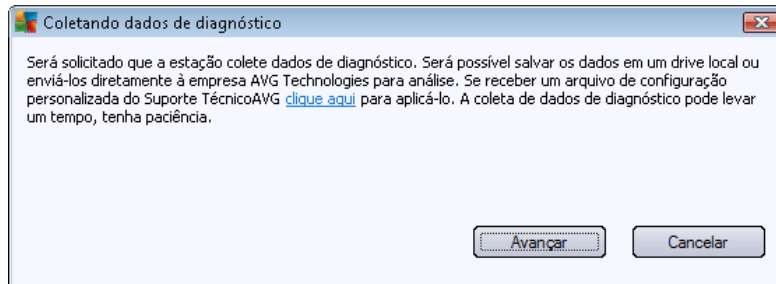 Coletando dados de diagnóstico
Será solicitado que a estação colete dados de diagnóstico. Será possível salvar os dados em um drive local ou
enviá-los diretamente à empresa AVG Technologies para análise. Se receber um arquivo de configuração
personalizada do Suporte TécnicoAVG clique aqui para aplicá-lo. A coleta de dados de diagnóstico pode levar
um tempo, tenha paciência.
Avançar
Cancelar